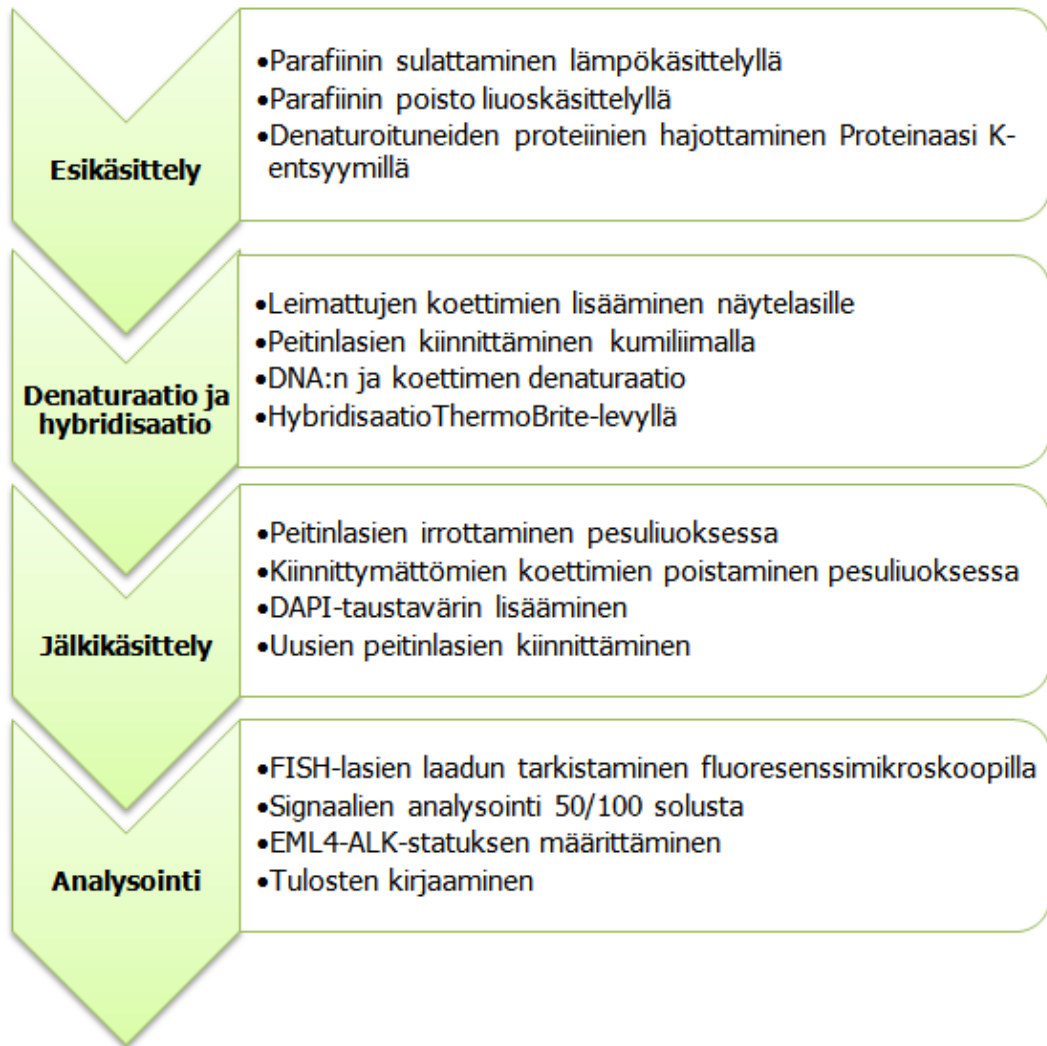 Esikäsittely
•Parafiinin sulattaminen lämpökäsittelyllä
•Parafiinin poisto liuoskäsittelyllä
•Denaturoituneiden proteiinien hajottaminen Proteinaasi K-
entsyymillä
Denaturaatio ja
hybridisaatio
•Leimattujen koettimien lisääminen näytelasille
•Peitinlasien kiinnittäminen kumiliimalla
•DNA:n ja koettimen denaturaatio
•HybridisaatioThermoBrite-levyllä
Jälkikäsittely
•Peitinlasien irrottaminen pesuliuoksessa
•Kiinnittymättömien koettimien poistaminen pesuliuoksessa
•DAPI-taustavärin lisääminen
•Uusien peitinlasien kiinnittäminen
Analysointi
•FISH-lasien laadun tarkistaminen fluoresenssimikroskoopilla
•Signaalien analysointi 50/100 solusta
•EML4-ALK-statuksen määrittäminen
•Tulosten kirjaaminen